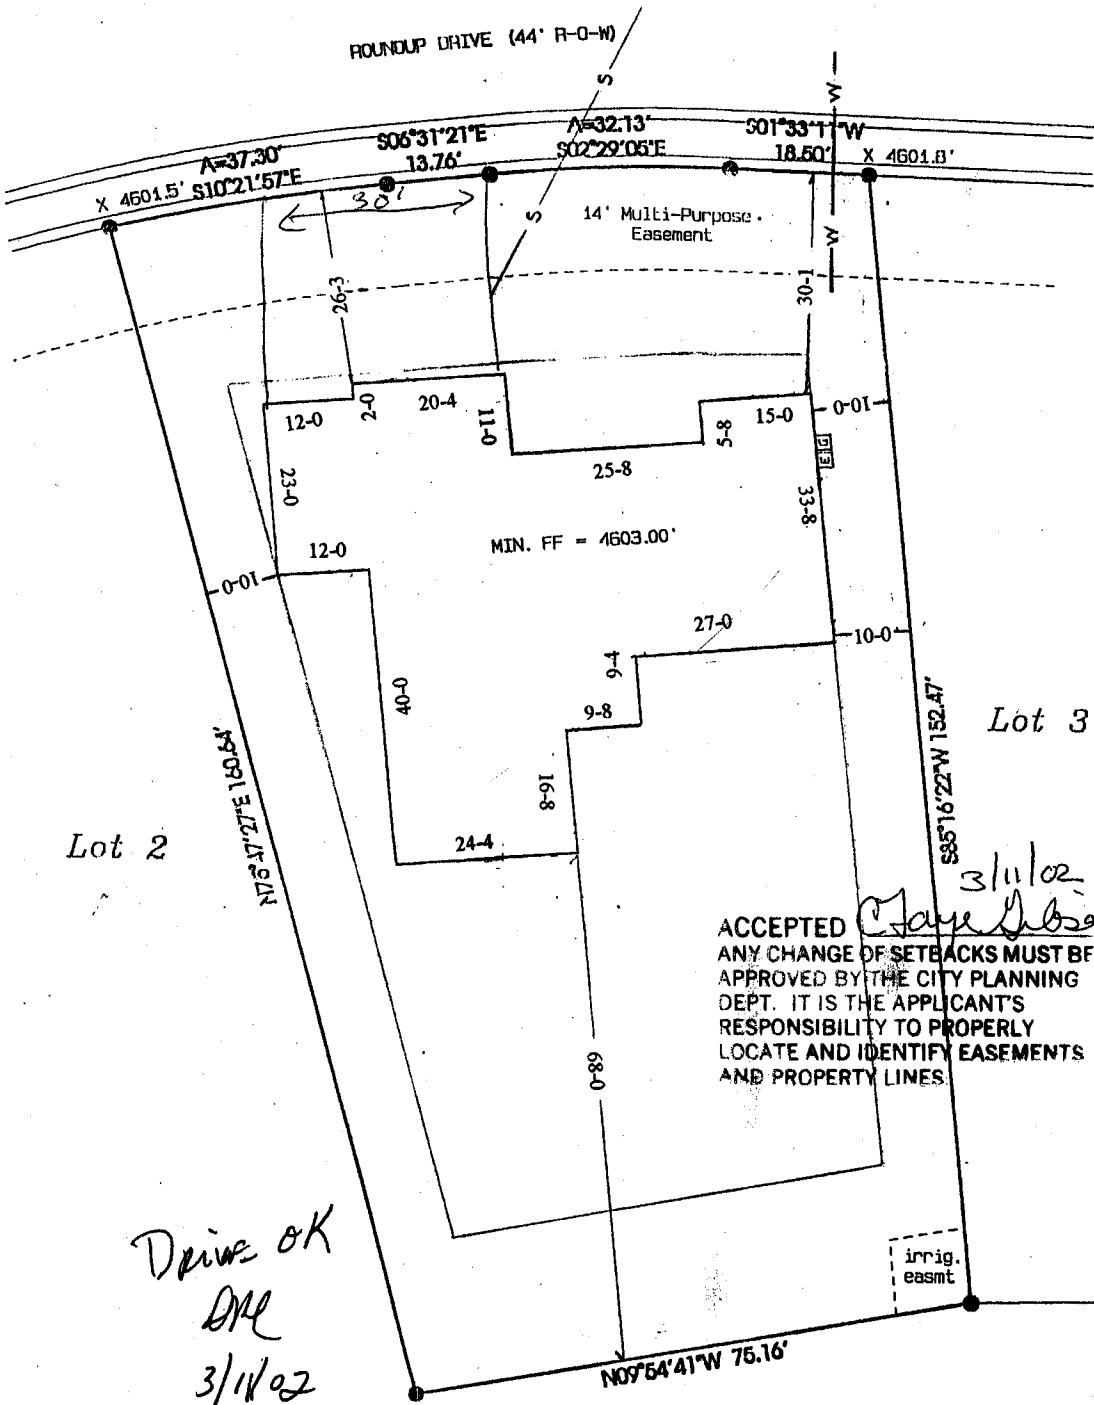 ROUNDUP DRIVE (44' R-O-W)
S
W
A=37.30'
S10°21'57"E
S06°31'21"E
13.76'
A=32.13'
S02°29'05"E
S01°33'11"W
18.50'
X 4601.5'
X 4601.8'
30'
S
14' Multi-Purpose
Easement
W
26-3
30-1
12-0
2-0
20-4
11-0
25-8
5-8
15-0
10-0
23-0
G
E
33-8
MIN. FF = 4603.00'
12-0
10-0
27-0
10-0
9-4
40-0
9-8
16-8
24-4
Lot 2
N76°47'27"E 160.64'
Lot 3
S85°16'22"W 152.47'
3/11/02
ACCEPTED C Faye
ANY CHANGE OF SETBACKS MUST BE
APPROVED BY THE CITY PLANNING
DEPT. IT IS THE APPLICANT'S
RESPONSIBILITY TO PROPERLY
LOCATE AND IDENTIFY EASEMENTS
AND PROPERTY LINES.
68-0
Drive OK
3/11/02
irrig.
easmt
N09°54'41"W 75.16'